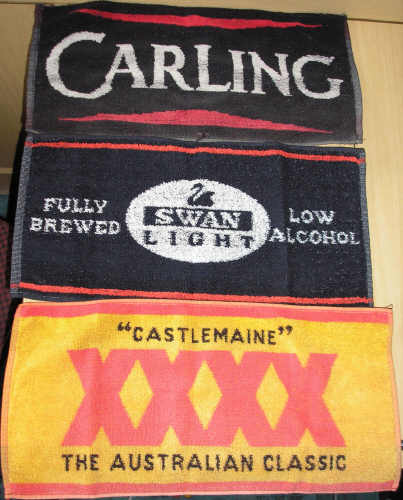 CARLING
FULLY
BREWED
SWAN
LIGHT
LOW
ALCOHOL
"CASTLEMAINE"
XXXX
THE AUSTRALIAN CLASSIC